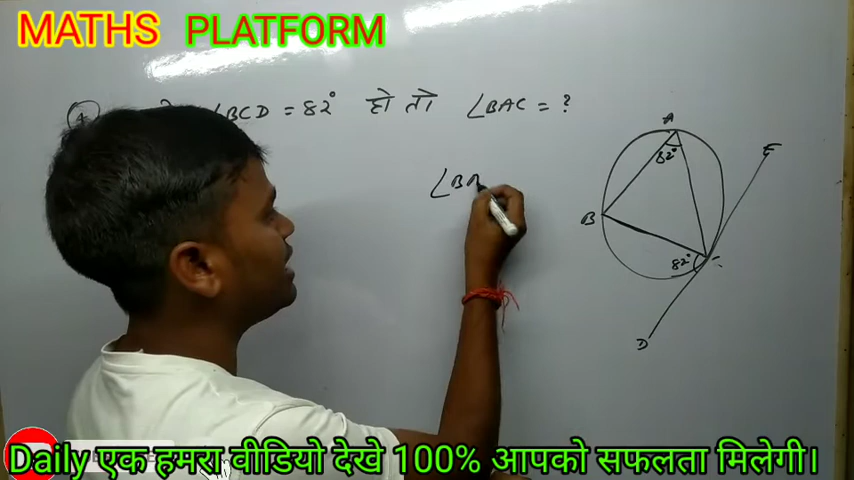 MATHS PLATFORM
∠BCD = 82° हो तो ∠BAC = ?
∠BA
A
E
82°
B
82°
D
Daily एक हमरा वीडियो देखे 100% आपको सफलता मिलेगी।